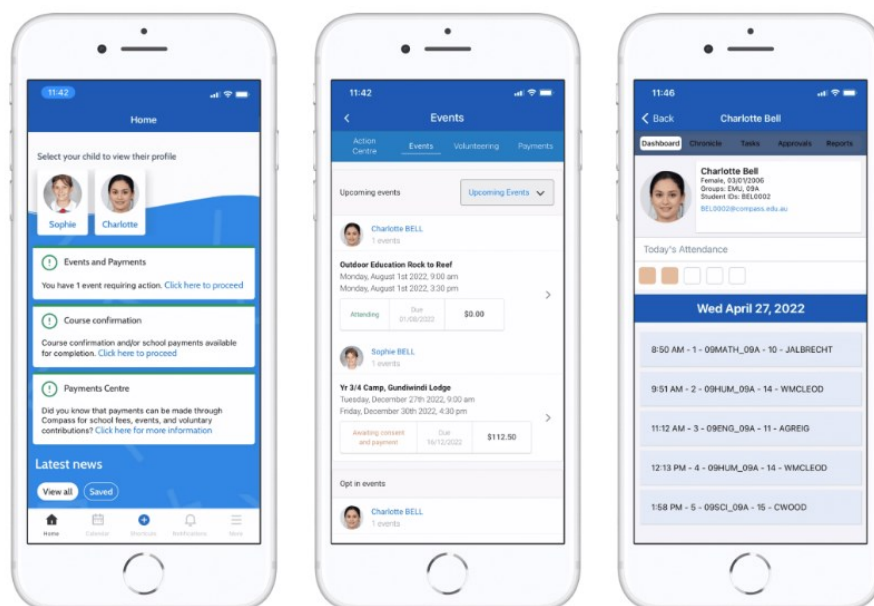 11:42
Home
Select your child to view their profile
Sophie
Charlotte
Events and Payments
You have 1 event requiring action. Click here to proceed
Course confirmation
Course confirmation and/or school payments available
for completion. Click here to proceed
Payments Centre
Did you know that payments can be made through
Compass for school fees, events, and voluntary
contributions? Click here for more information
Latest news
View all
Saved
Home
Calendar
Shortcuts
Notifications
More
11:42
Events
Action
Centre
Events
Volunteering
Payments
Upcoming events
Upcoming Events
Charlotte BELL
1 events
Outdoor Education Rock to Reef
Monday, August 1st 2022, 9:00 am
Monday, August 1st 2022, 3:30 pm
Attending
Due
01/08/2022
$0.00
Sophie BELL
1 events
Yr 3/4 Camp, Gundiwindi Lodge
Tuesday, December 27th 2022, 9:00 am
Friday, December 30th 2022, 4:30 pm
Awaiting consent
and payment
Due
16/12/2022
$112.50
Opt in events
Charlotte BELL
1 events
11:46
Back
Charlotte Bell
Dashboard
Chronicle
Tasks
Approvals
Reports
Charlotte Bell
Female, 03/01/2006
Groups: EMU, 09A
Student IDs: BEL0002
BEL0002@compass.edu.au
Today's Attendance
Wed April 27, 2022
8:50 AM - 1 - 09MATH_09A - 10 - JALBRECHT
9:51 AM - 2 - 09HUM_09A - 14 - WMCLEOD
11:12 AM - 3 - 09ENG_09A - 11 - AGREIG
12:13 PM - 4 - 09HUM_09A - 14 - WMCLEOD
1:58 PM - 5 - 09SCI_09A - 15 - CWOOD